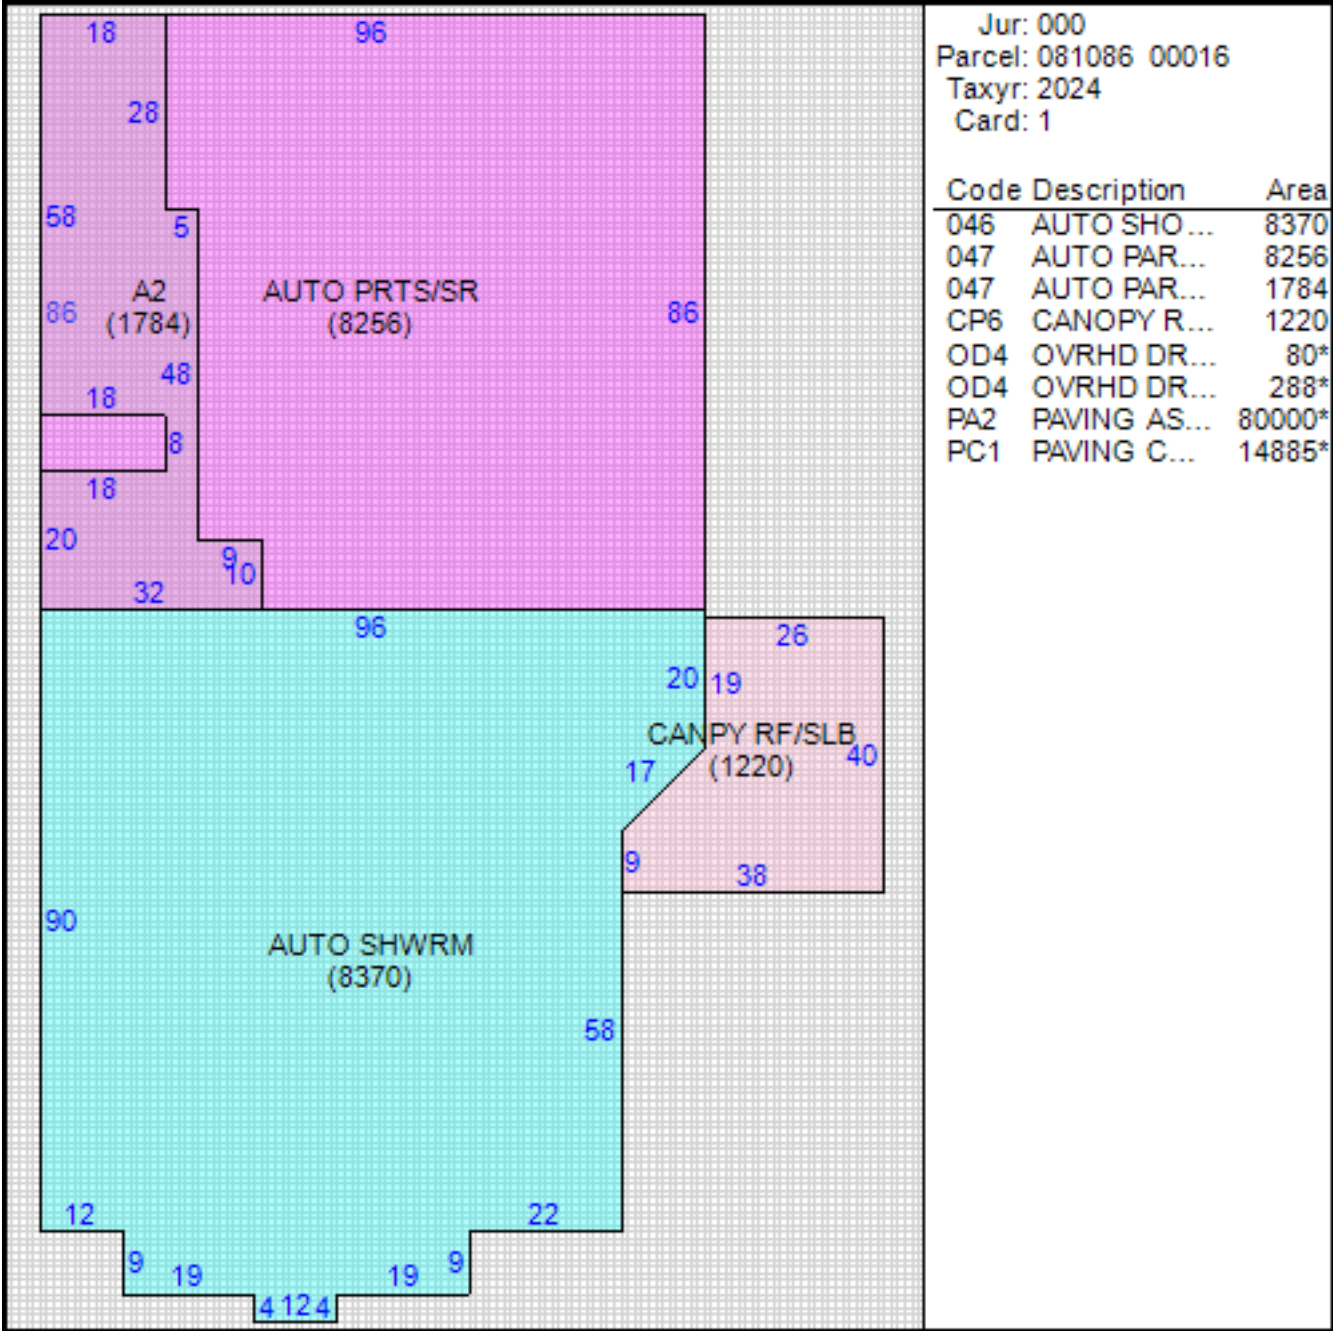 Jur: 000
Parcel: 081086 00016
Taxyr: 2024
Card: 1
Code Description Area
046 AUTO SHO... 8370
047 AUTO PAR... 8256
047 AUTO PAR... 1784
CP6 CANOPY R... 1220
OD4 OVRHD DR... 80*
OD4 OVRHD DR... 288*
PA2 PAVING AS... 80000*
PC1 PAVING C... 14885*
18 96
28
58 5
A2 AUTO PRTS/SR
86 (1784) (8256) 86
48
18
8
18
20
9
10
32
96 26
20 19
CANPY RF/SLB
17 (1220) 40
9 38
90
AUTO SHWRM
(8370)
58
12 22
9 19 19 9
4 12 4